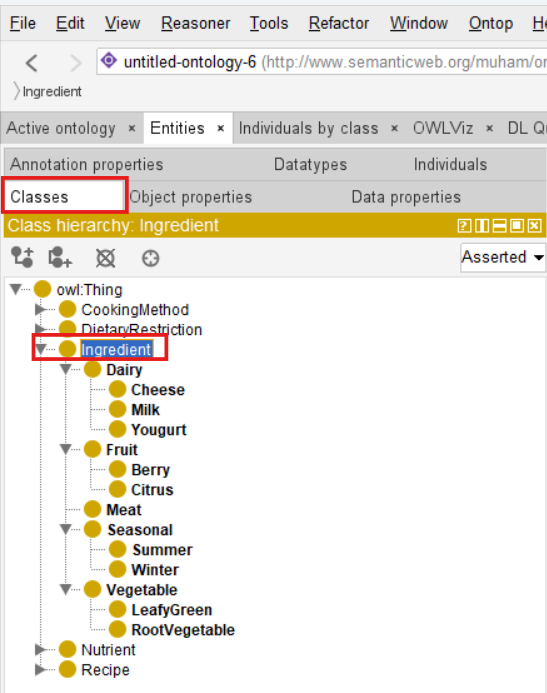 File Edit View Reasoner Tools Refactor Window Ontop
untitled-ontology-6 (http://www.semanticweb.org/muham/
Ingredient
Active ontology × Entities × Individuals by class × OWLViz × DL
Annotation properties Datatypes Individuals
Classes Object properties Data properties
Class hierarchy: Ingredient
Asserted
owl:Thing
CookingMethod
DietaryRestriction
Ingredient
Dairy
Cheese
Milk
Yougurt
Fruit
Berry
Citrus
Meat
Seasonal
Summer
Winter
Vegetable
LeafyGreen
RootVegetable
Nutrient
Recipe